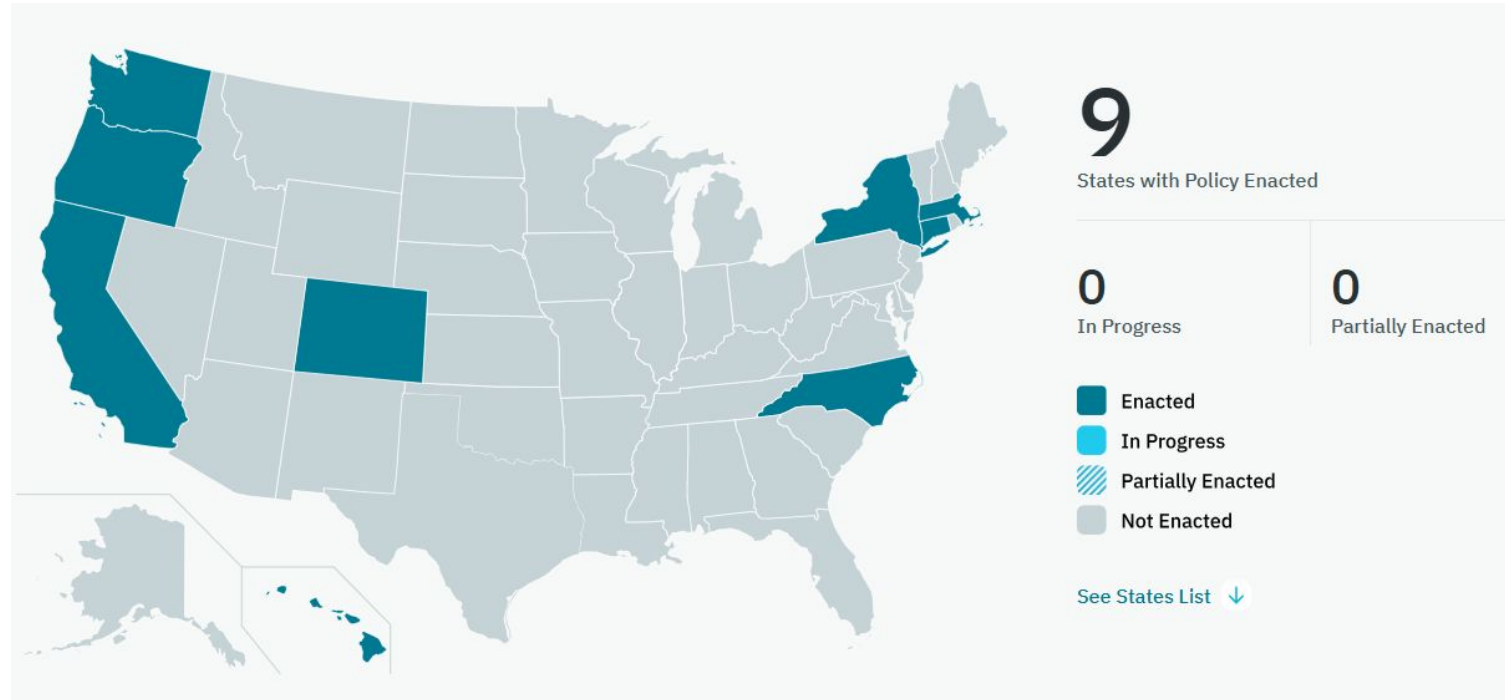 9
States with Policy Enacted
0
In Progress
0
Partially Enacted
Enacted
In Progress
Partially Enacted
Not Enacted
See States List